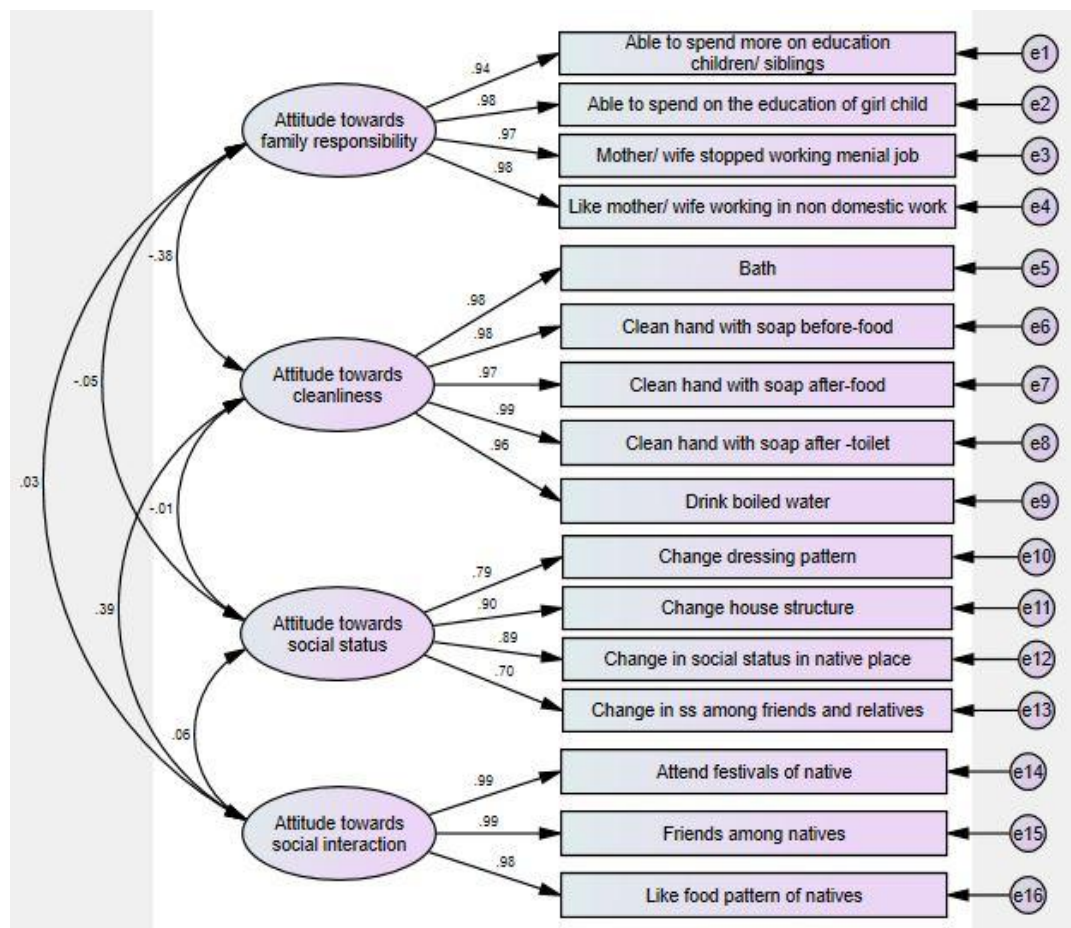 Able to spend more on education
children/ siblings
e1
.94
Attitude towards
family responsibility
.98
Able to spend on the education of girl child
e2
.97
Mother/ wife stopped working menial job
e3
.98
Like mother/ wife working in non domestic work
e4
-.38
Bath
e5
.98
Clean hand with soap before-food
e6
.98
Attitude towards
cleanliness
.97
Clean hand with soap after-food
e7
.99
Clean hand with soap after -toilet
e8
.96
Drink boiled water
e9
-.05
.03
-.01
.39
Change dressing pattern
e10
.79
Attitude towards
social status
.90
Change house structure
e11
.89
Change in social status in native place
e12
.70
Change in ss among friends and relatives
e13
.06
Attend festivals of native
e14
.99
Attitude towards
social interaction
.99
Friends among natives
e15
.98
Like food pattern of natives
e16